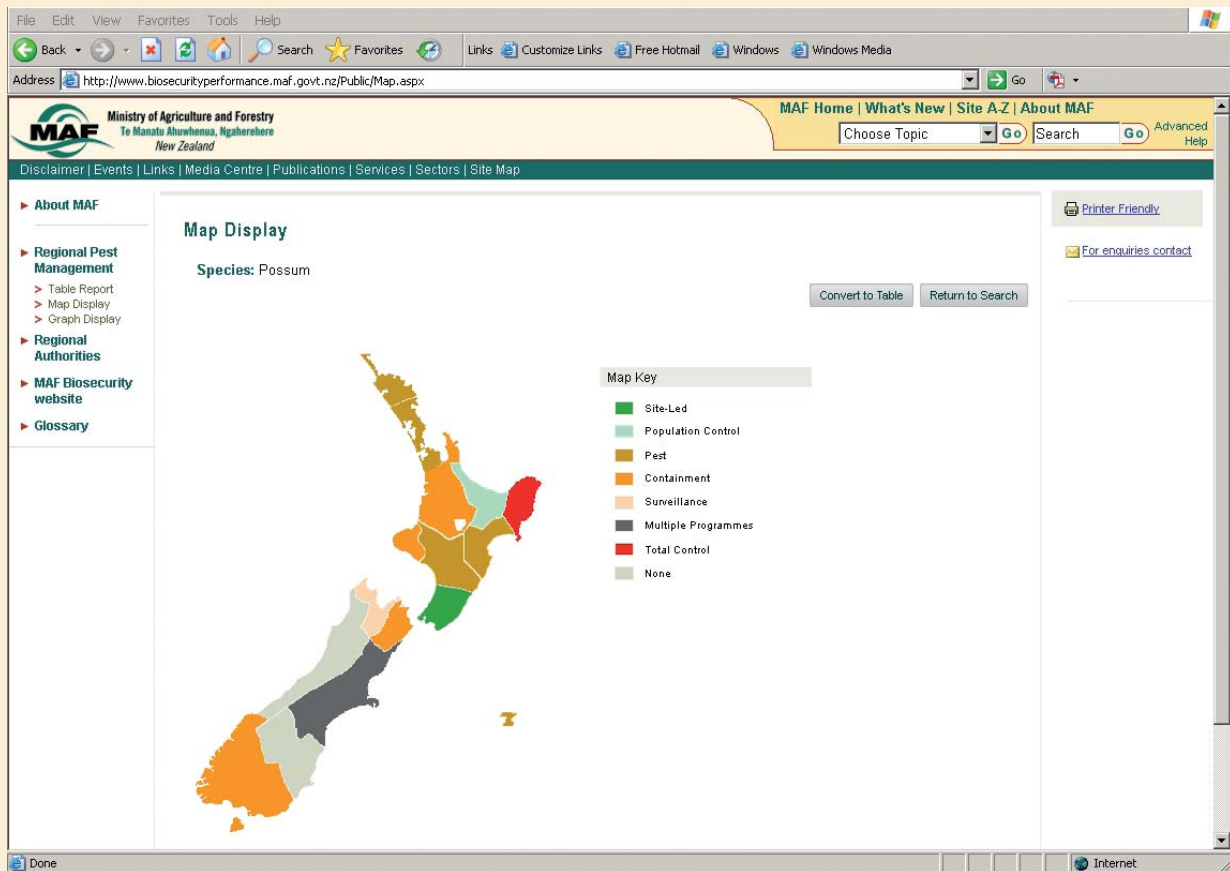 File Edit View Favorites Tools Help
Back Search Favorites Links Customize Links Free Hotmail Windows Windows Media
Address http://www.biosecurityperformance.maf.govt.nz/Public/Map.aspx Go
MAF Home | What's New | Site A-Z | About MAF
MAF
Ministry of Agriculture and Forestry
Te Manatu Ahuwhenua, Ngaherehere
New Zealand
Choose Topic Go Search Go Advanced
Help
Disclaimer | Events | Links | Media Centre | Publications | Services | Sectors | Site Map
About MAF
Regional Pest
Management
> Table Report
> Map Display
> Graph Display
Regional
Authorities
MAF Biosecurity
website
Glossary
Map Display
Species: Possum
Convert to Table Return to Search
Map Key
Site-Led
Population Control
Pest
Containment
Surveillance
Multiple Programmes
Total Control
None
Printer Friendly
For enquiries contact
Done Internet